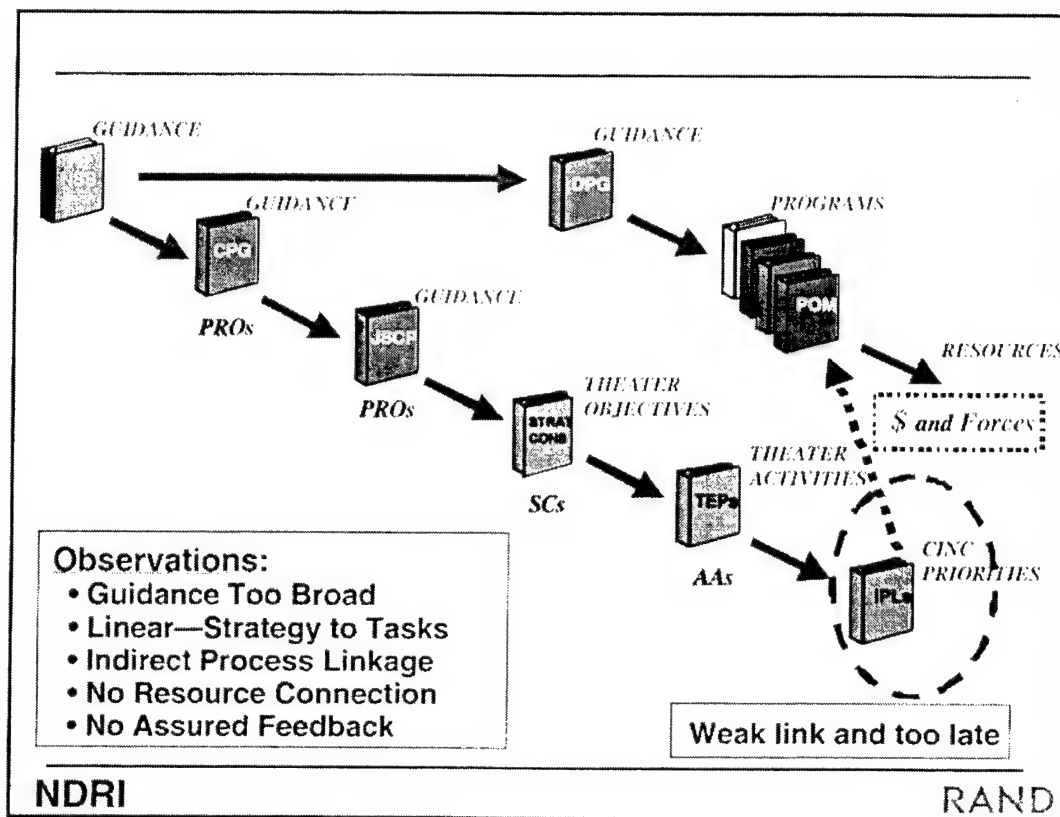 GUIDANCE
GUIDANCE
DPG
GUIDANCE
CPG
PROs
PROGRAMS
POM
GUIDANCE
JSCP
PROs
RESOURCES
$ and Forces
THEATER
OBJECTIVES
STRAT
CONS
SCs
THEATER
ACTIVITIES
TEPs
AAs
CINC
PRIORITIES
IPLs
Observations:
• Guidance Too Broad
• Linear—Strategy to Tasks
• Indirect Process Linkage
• No Resource Connection
• No Assured Feedback
Weak link and too late
NDRI
RAND